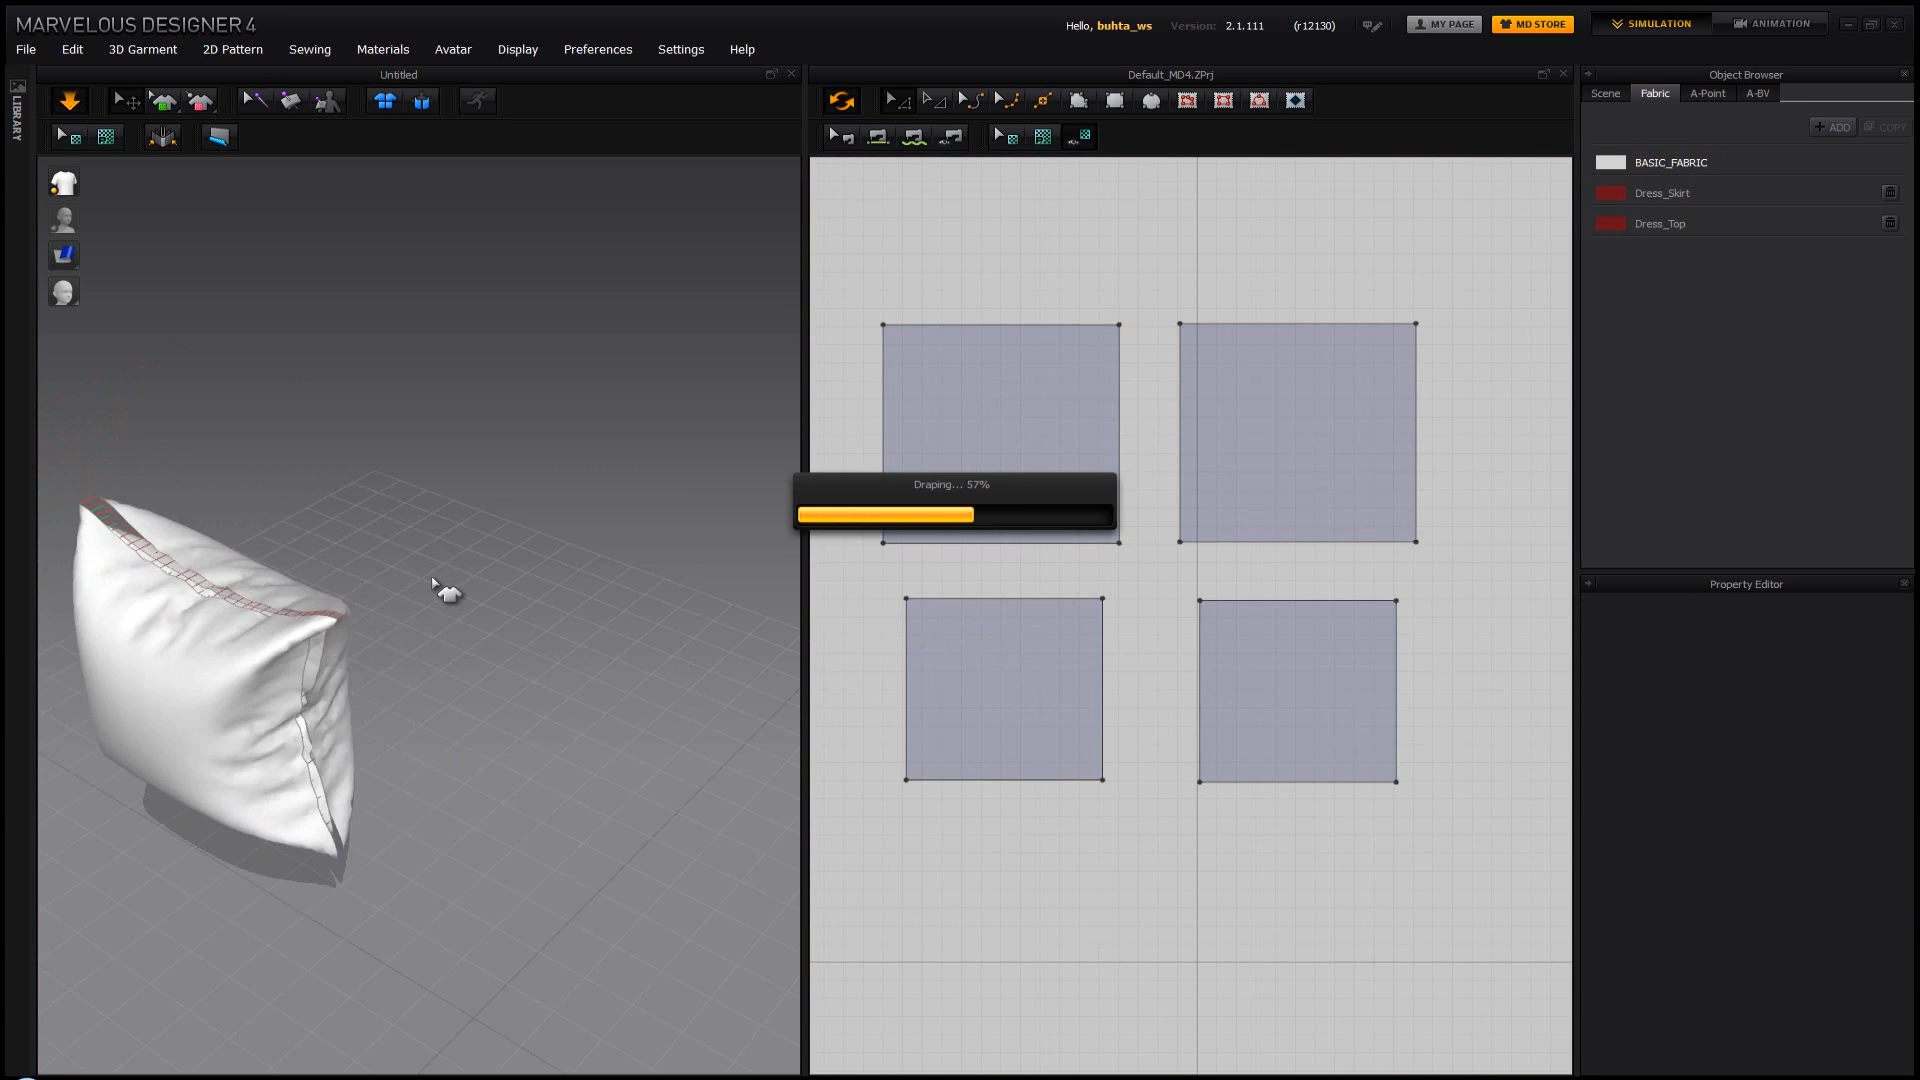 MARVELOUS DESIGNER 4
Hello, buhta_ws Version: 2.1.111 (r12130) MY PAGE MD STORE SIMULATION ANIMATION
File Edit 3D Garment 2D Pattern Sewing Materials Avatar Display Preferences Settings Help
Untitled Default_MD4.ZPrj Object Browser
LIBRARY
Scene Fabric A-Point A-BV
+ ADD COPY
BASIC_FABRIC
Dress_Skirt
Dress_Top
Draping... 57%
Property Editor